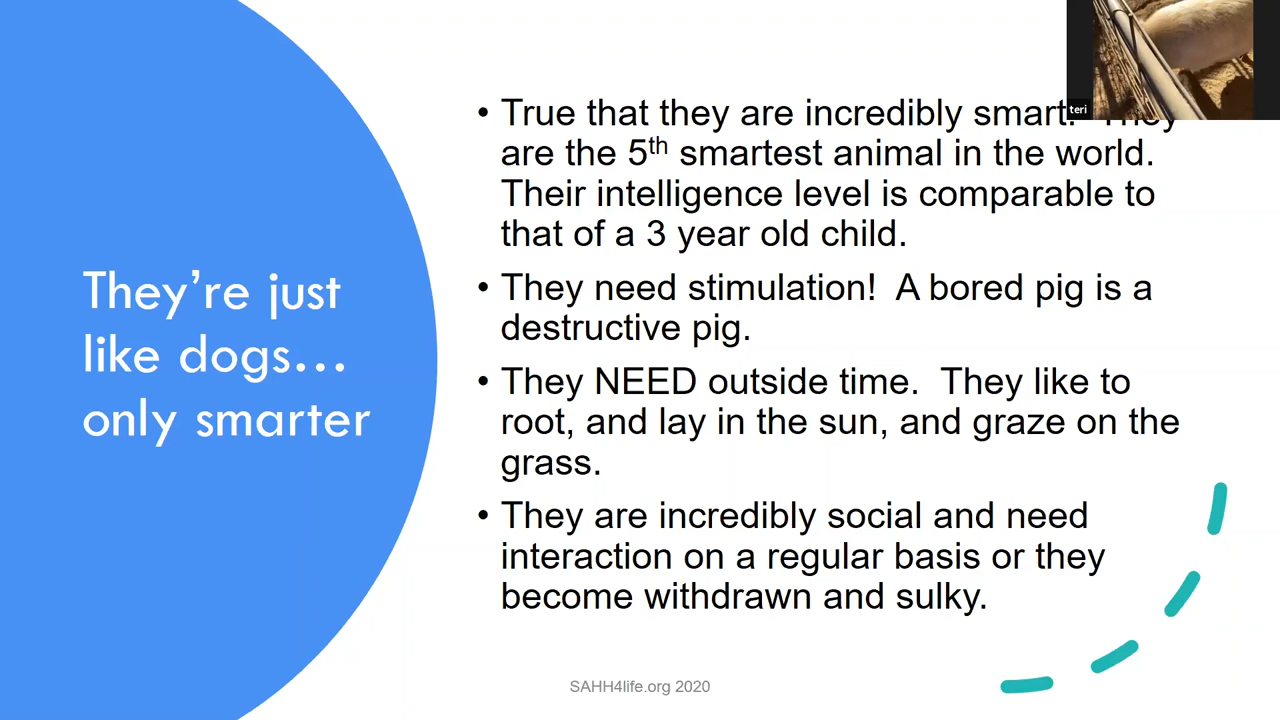 They're just
like dogs…
only smarter
• True that they are incredibly smart. They
are the 5th smartest animal in the world.
Their intelligence level is comparable to
that of a 3 year old child.
• They need stimulation!  A bored pig is a
destructive pig.
• They NEED outside time.  They like to
root, and lay in the sun, and graze on the
grass.
• They are incredibly social and need
interaction on a regular basis or they
become withdrawn and sulky.
SAHH4life.org 2020
teri